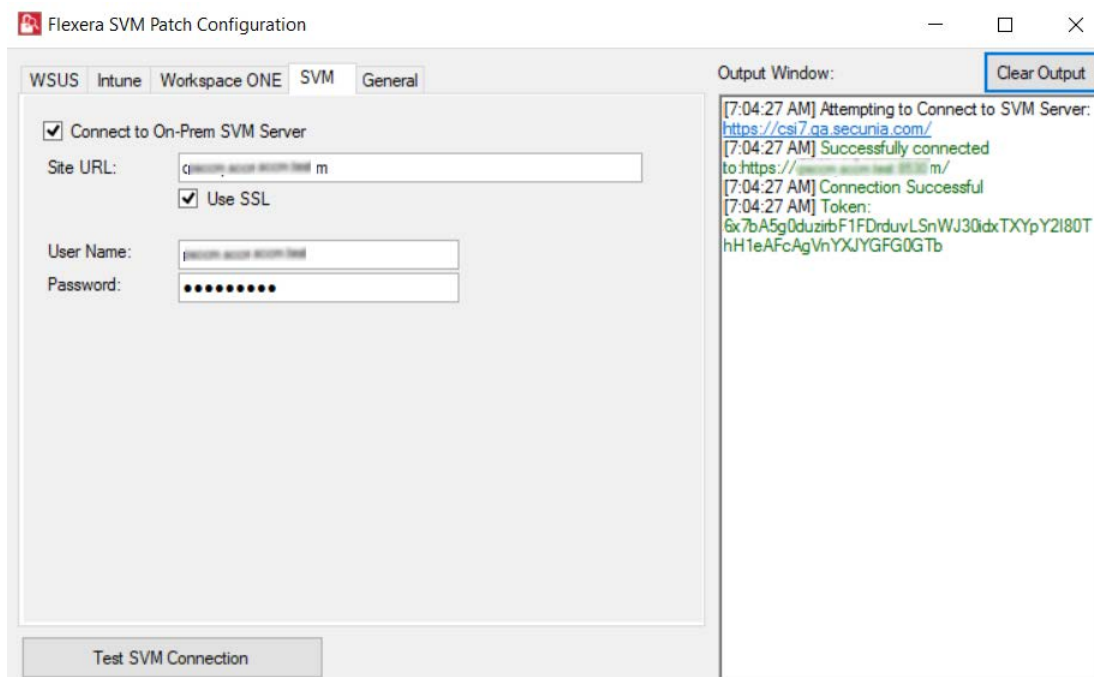 Flexera SVM Patch Configuration
WSUS Intune Workspace ONE SVM General
Connect to On-Prem SVM Server
Site URL: m
Use SSL
User Name:
Password: ●●●●●●●●●
Test SVM Connection
Output Window: Clear Output
[7:04:27 AM] Attempting to Connect to SVM Server:
https://csi7.qa.secunia.com/
[7:04:27 AM] Successfully connected
to:https:// m/
[7:04:27 AM] Connection Successful
[7:04:27 AM] Token:
6x7bA5g0duzirbF1FDrduvLSnWJ30idxTXYpY2I80T
hH1eAFcAgVnYXJYGFG0GTb